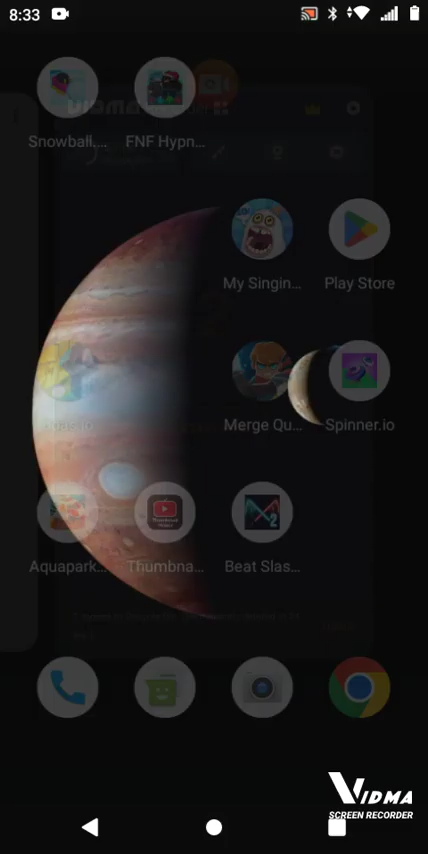 8:33
Snowball,...
FNF Hypn...
My Singin...
Play Store
Merge Qu...
Spinner.io
Aquapark...
Thumbna...
Beat Slas...
VIDMA
SCREEN RECORDER